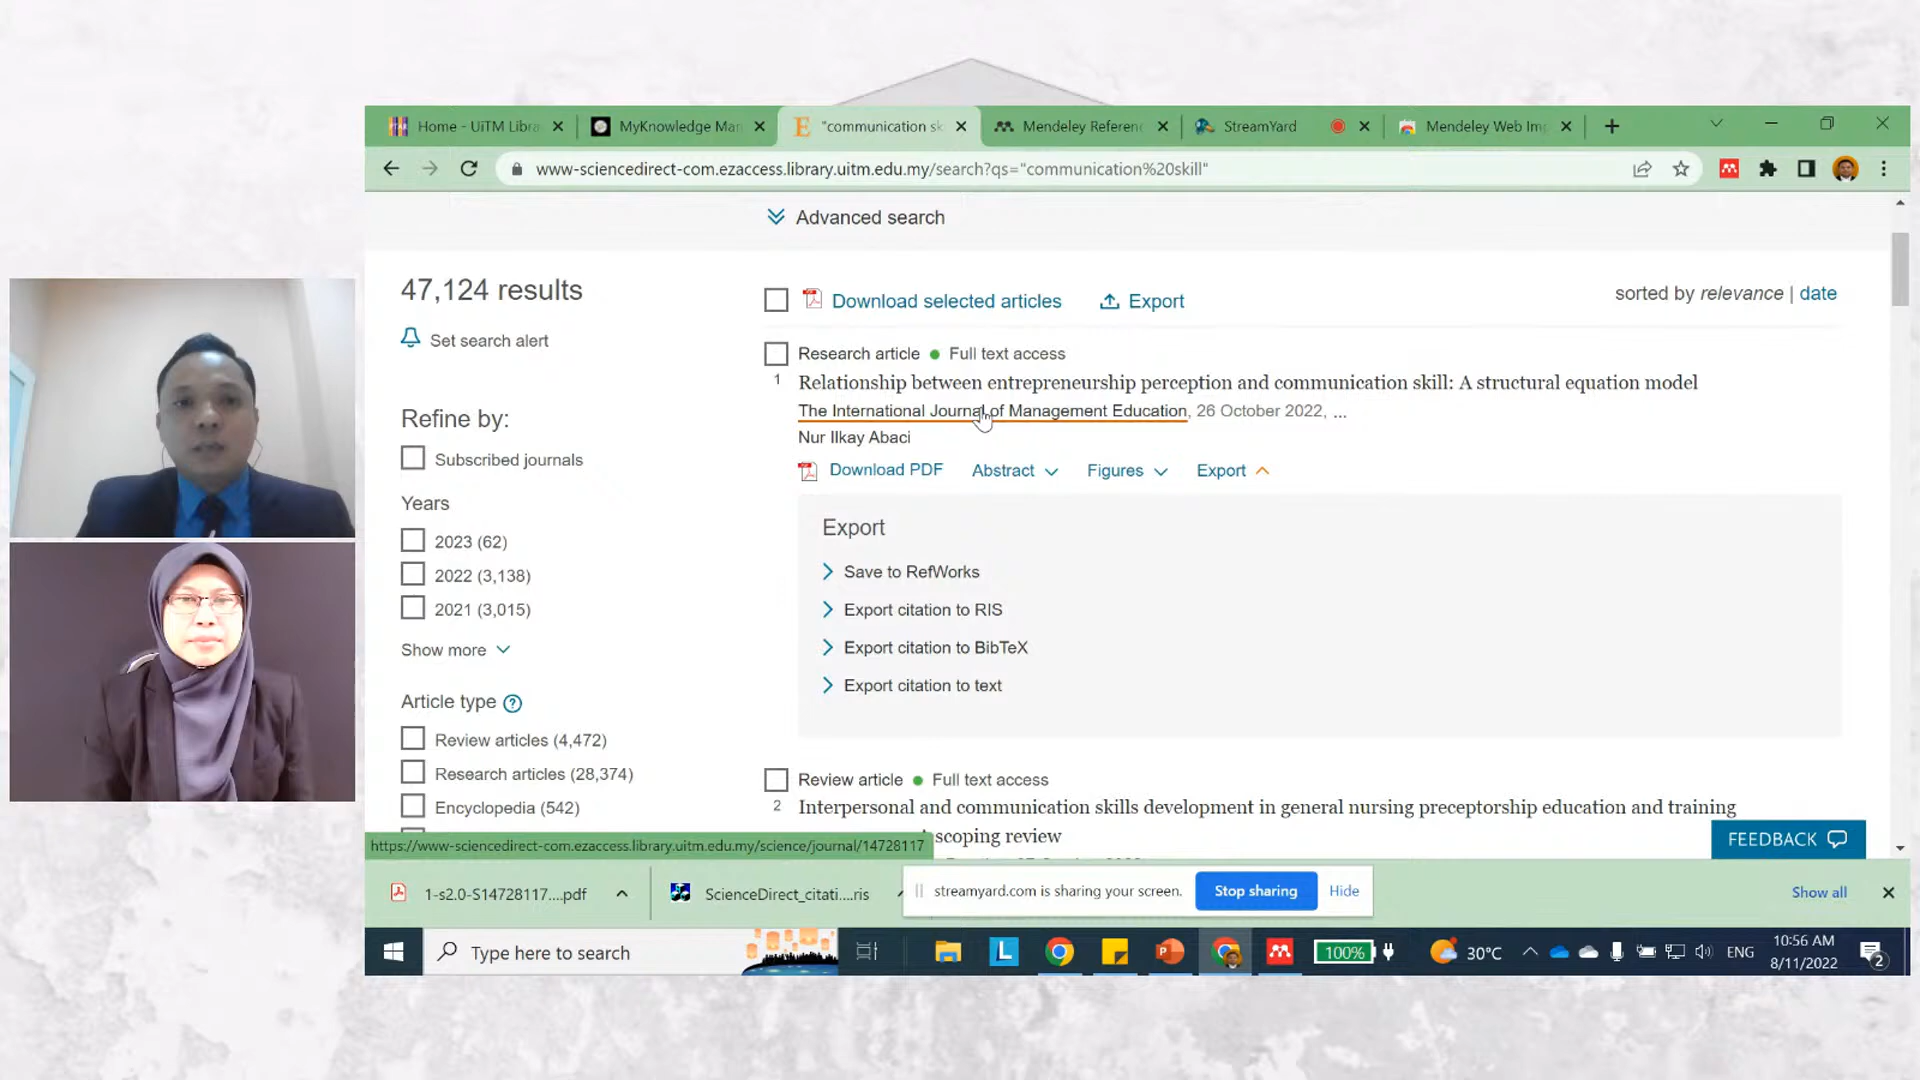 Home - UiTM Libra
MyKnowledge Man
"communication sk
Mendeley Referenc
StreamYard
Mendeley Web Imp
www-sciencedirect-com.ezaccess.library.uitm.edu.my/search?qs="communication%20skill"
Advanced search
47,124 results
Set search alert
Download selected articles
Export
sorted by relevance | date
Refine by:
Subscribed journals
Years
2023 (62)
2022 (3,138)
2021 (3,015)
Show more
Article type
Review articles (4,472)
Research articles (28,374)
Encyclopedia (542)
Research article
Full text access
1
Relationship between entrepreneurship perception and communication skill: A structural equation model
The International Journal of Management Education, 26 October 2022, ...
Nur Ilkay Abaci
Download PDF
Abstract
Figures
Export
Export
Save to RefWorks
Export citation to RIS
Export citation to BibTeX
Export citation to text
Review article
Full text access
2
Interpersonal and communication skills development in general nursing preceptorship education and training
scoping review
FEEDBACK
https://www-sciencedirect-com.ezaccess.library.uitm.edu.my/science/journal/14728117
1-s2.0-S14728117....pdf
ScienceDirect_citati....ris
streamyard.com is sharing your screen.
Stop sharing
Hide
Show all
Type here to search
100%
30°C
ENG
10:56 AM
8/11/2022
2